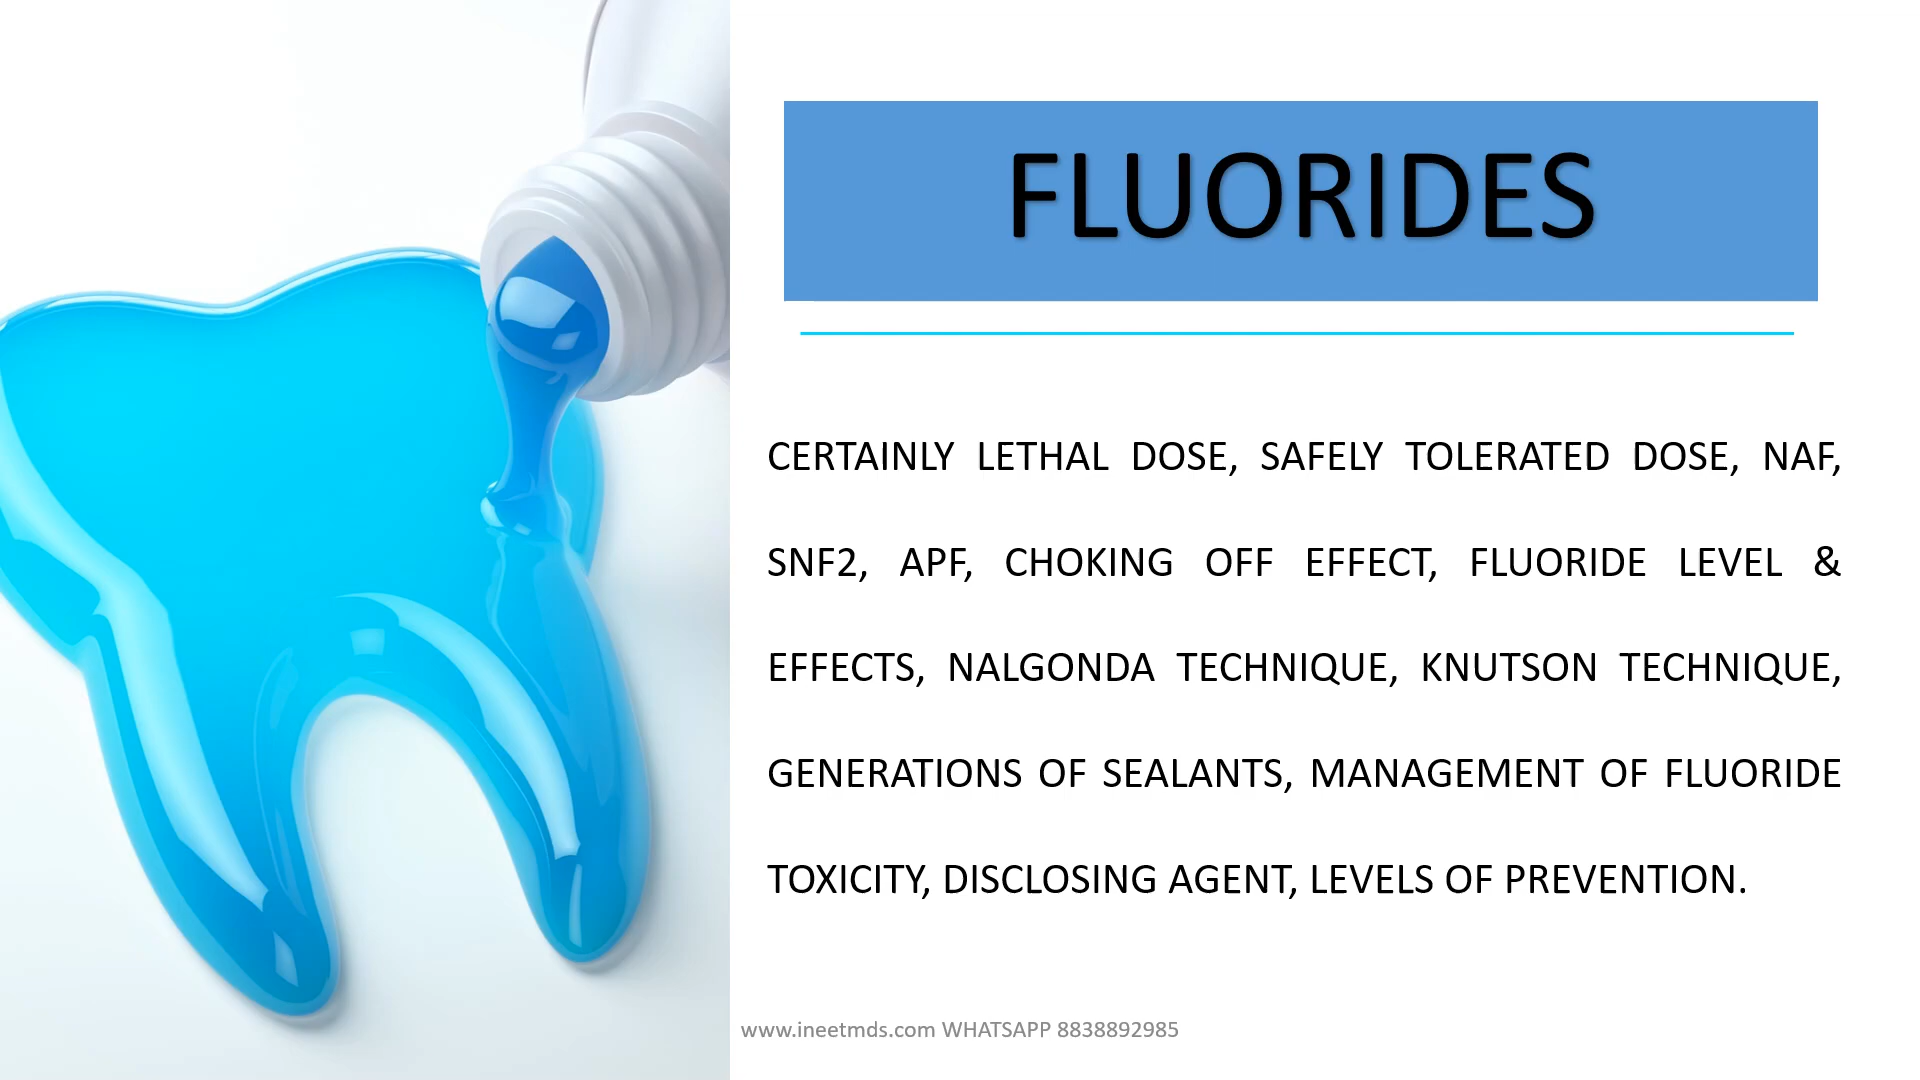 FLUORIDES
CERTAINLY LETHAL DOSE, SAFELY TOLERATED DOSE, NAF,
SNF2, APF, CHOKING OFF EFFECT, FLUORIDE LEVEL &
EFFECTS, NALGONDA TECHNIQUE, KNUTSON TECHNIQUE,
GENERATIONS OF SEALANTS, MANAGEMENT OF FLUORIDE
TOXICITY, DISCLOSING AGENT, LEVELS OF PREVENTION.
www.ineetmds.com WHATSAPP 8838892985